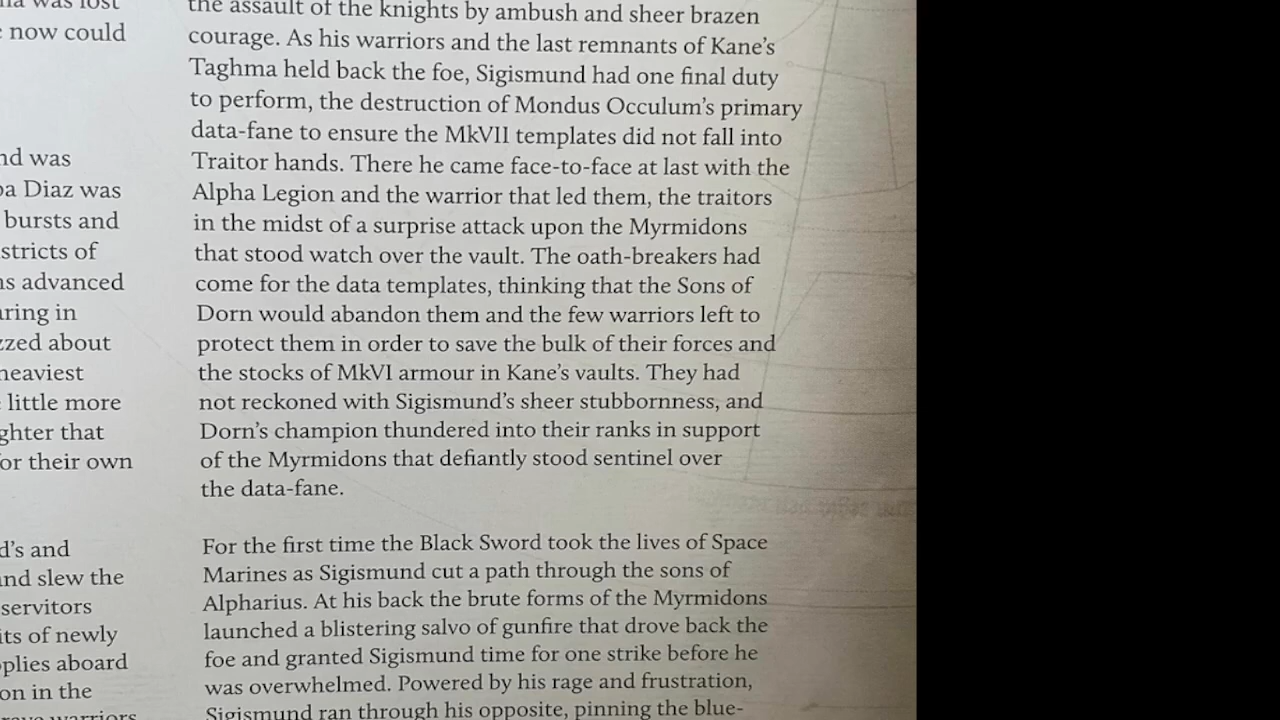 was lost
now could
nd was
Diaz was
bursts and
of
advanced
in
about
little more
that
their own
and
slew the
servitors
of newly
aboard
in the
warriors
the assault of the knights by ambush and sheer brazen
courage. As his warriors and the last remnants of Kane's
Taghma held back the foe, Sigismund had one final duty
to perform, the destruction of Mondus Occulum's primary
data-fane to ensure the MkVII templates did not fall into
Traitor hands. There he came face-to-face at last with the
Alpha Legion and the warrior that led them, the traitors
in the midst of a surprise attack upon the Myrmidons
that stood watch over the vault. The oath-breakers had
come for the data templates, thinking that the Sons of
Dorn would abandon them and the few warriors left to
protect them in order to save the bulk of their forces and
the stocks of MkVI armour in Kane's vaults. They had
not reckoned with Sigismund's sheer stubbornness, and
Dorn's champion thundered into their ranks in support
of the Myrmidons that defiantly stood sentinel over
the data-fane.
For the first time the Black Sword took the lives of Space
Marines as Sigismund cut a path through the sons of
Alpharius. At his back the brute forms of the Myrmidons
launched a blistering salvo of gunfire that drove back the
foe and granted Sigismund time for one strike before he
was overwhelmed. Powered by his rage and frustration,
Sigismund ran through his opposite, pinning the blue-